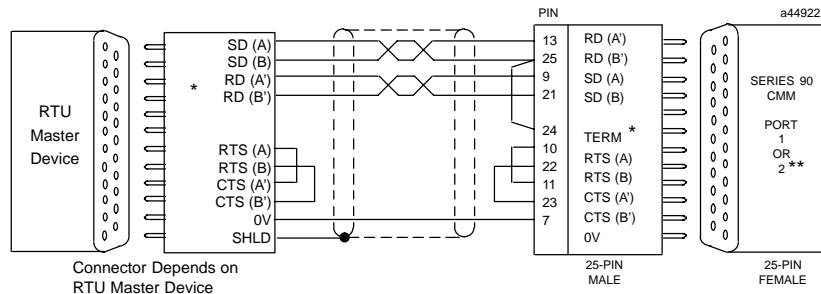 PIN
a44922
RTU
Master
Device
*
SD (A)
SD (B)
RD (A')
RD (B')
RTS (A)
RTS (B)
CTS (A')
CTS (B')
0V
SHLD
13 RD (A')
25 RD (B')
9 SD (A)
21 SD (B)
24 TERM *
10 RTS (A)
22 RTS (B)
11 CTS (A')
23 CTS (B')
7 0V
SERIES 90
CMM
PORT
1
OR
2 **
Connector Depends on
RTU Master Device
25-PIN
MALE
25-PIN
FEMALE